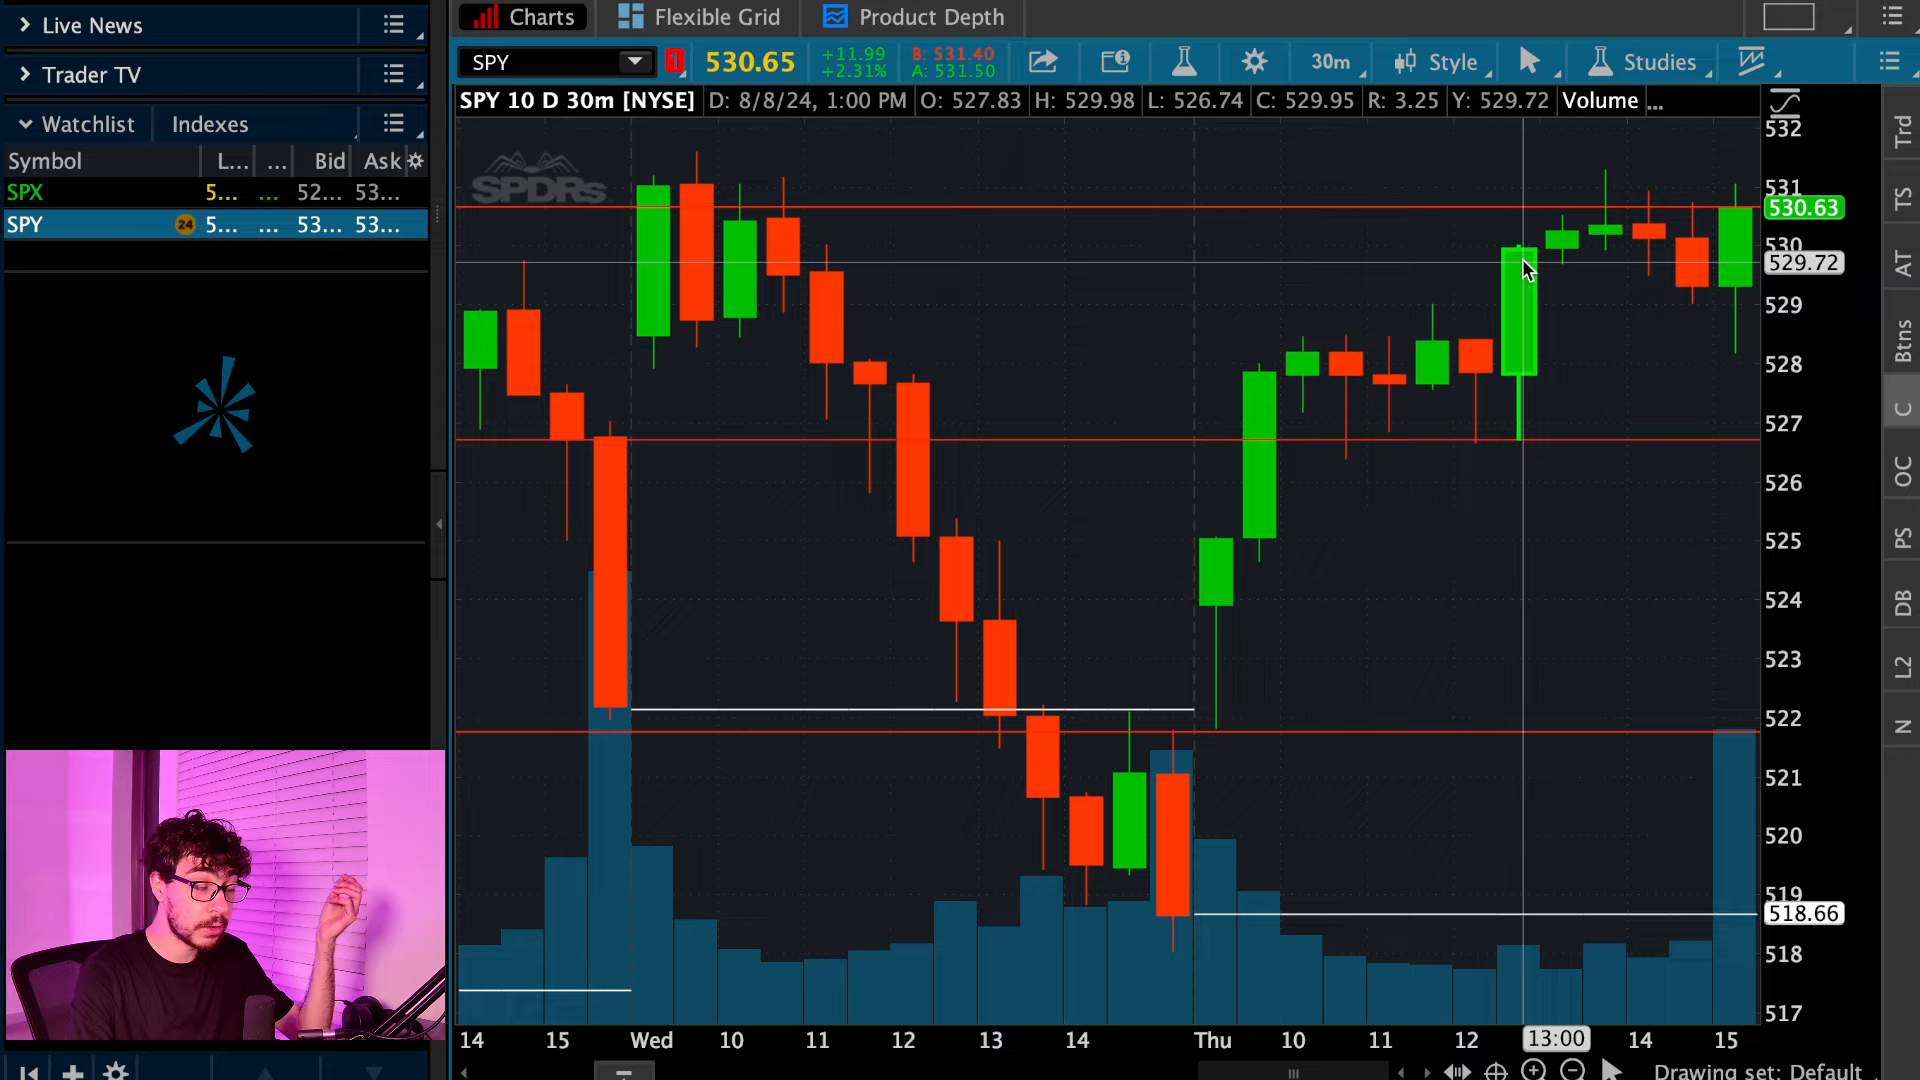 Live News
Trader TV
Watchlist Indexes
Symbol L... ... Bid Ask
SPX 5... ... 52... 53...
SPY 24 5... ... 53... 53...
Charts Flexible Grid Product Depth
SPY 1 530.65 +11.99 +2.31% B: 531.40 A: 531.50 30m Style Studies
SPY 10 D 30m [NYSE] D: 8/8/24, 1:00 PM O: 527.83 H: 529.98 L: 526.74 C: 529.95 R: 3.25 Y: 529.72 Volume ...
SPDRs
532
531
530.63
530
529.72
529
528
527
526
525
524
523
522
521
520
519
518.66
518
517
14 15 Wed 10 11 12 13 14 Thu 10 11 12 13:00 14 15
Drawing set: Default
Trd
TS
AT
Btns
C
OC
PS
DB
L2
N